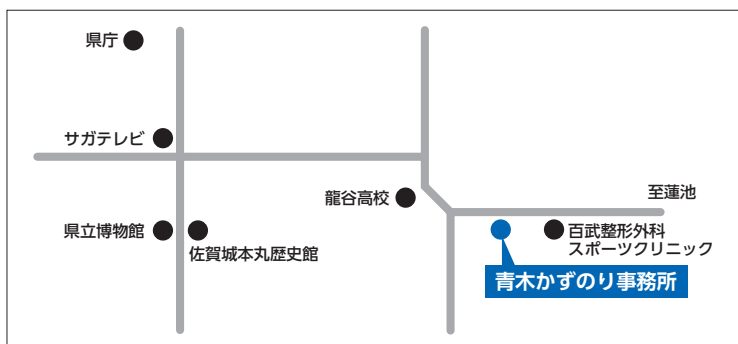 県庁
サガテレビ
龍谷高校
至蓮池
県立博物館
佐賀城本丸歴史館
百武整形外科
スポーツクリニック
青木かずのり事務所